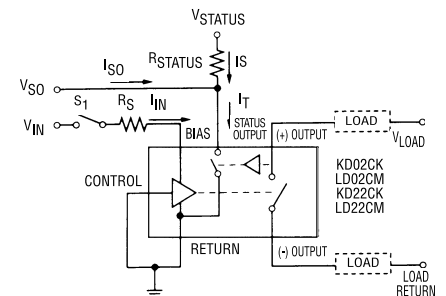 VSTATUS
RSTATUS
IS
ISO
VSO
S1
RS
IIN
IT
VIN
BIAS
STATUS
OUTPUT
(+) OUTPUT
LOAD
VLOAD
CONTROL
KD02CK
LD02CM
KD22CK
LD22CM
RETURN
(-) OUTPUT
LOAD
LOAD
RETURN